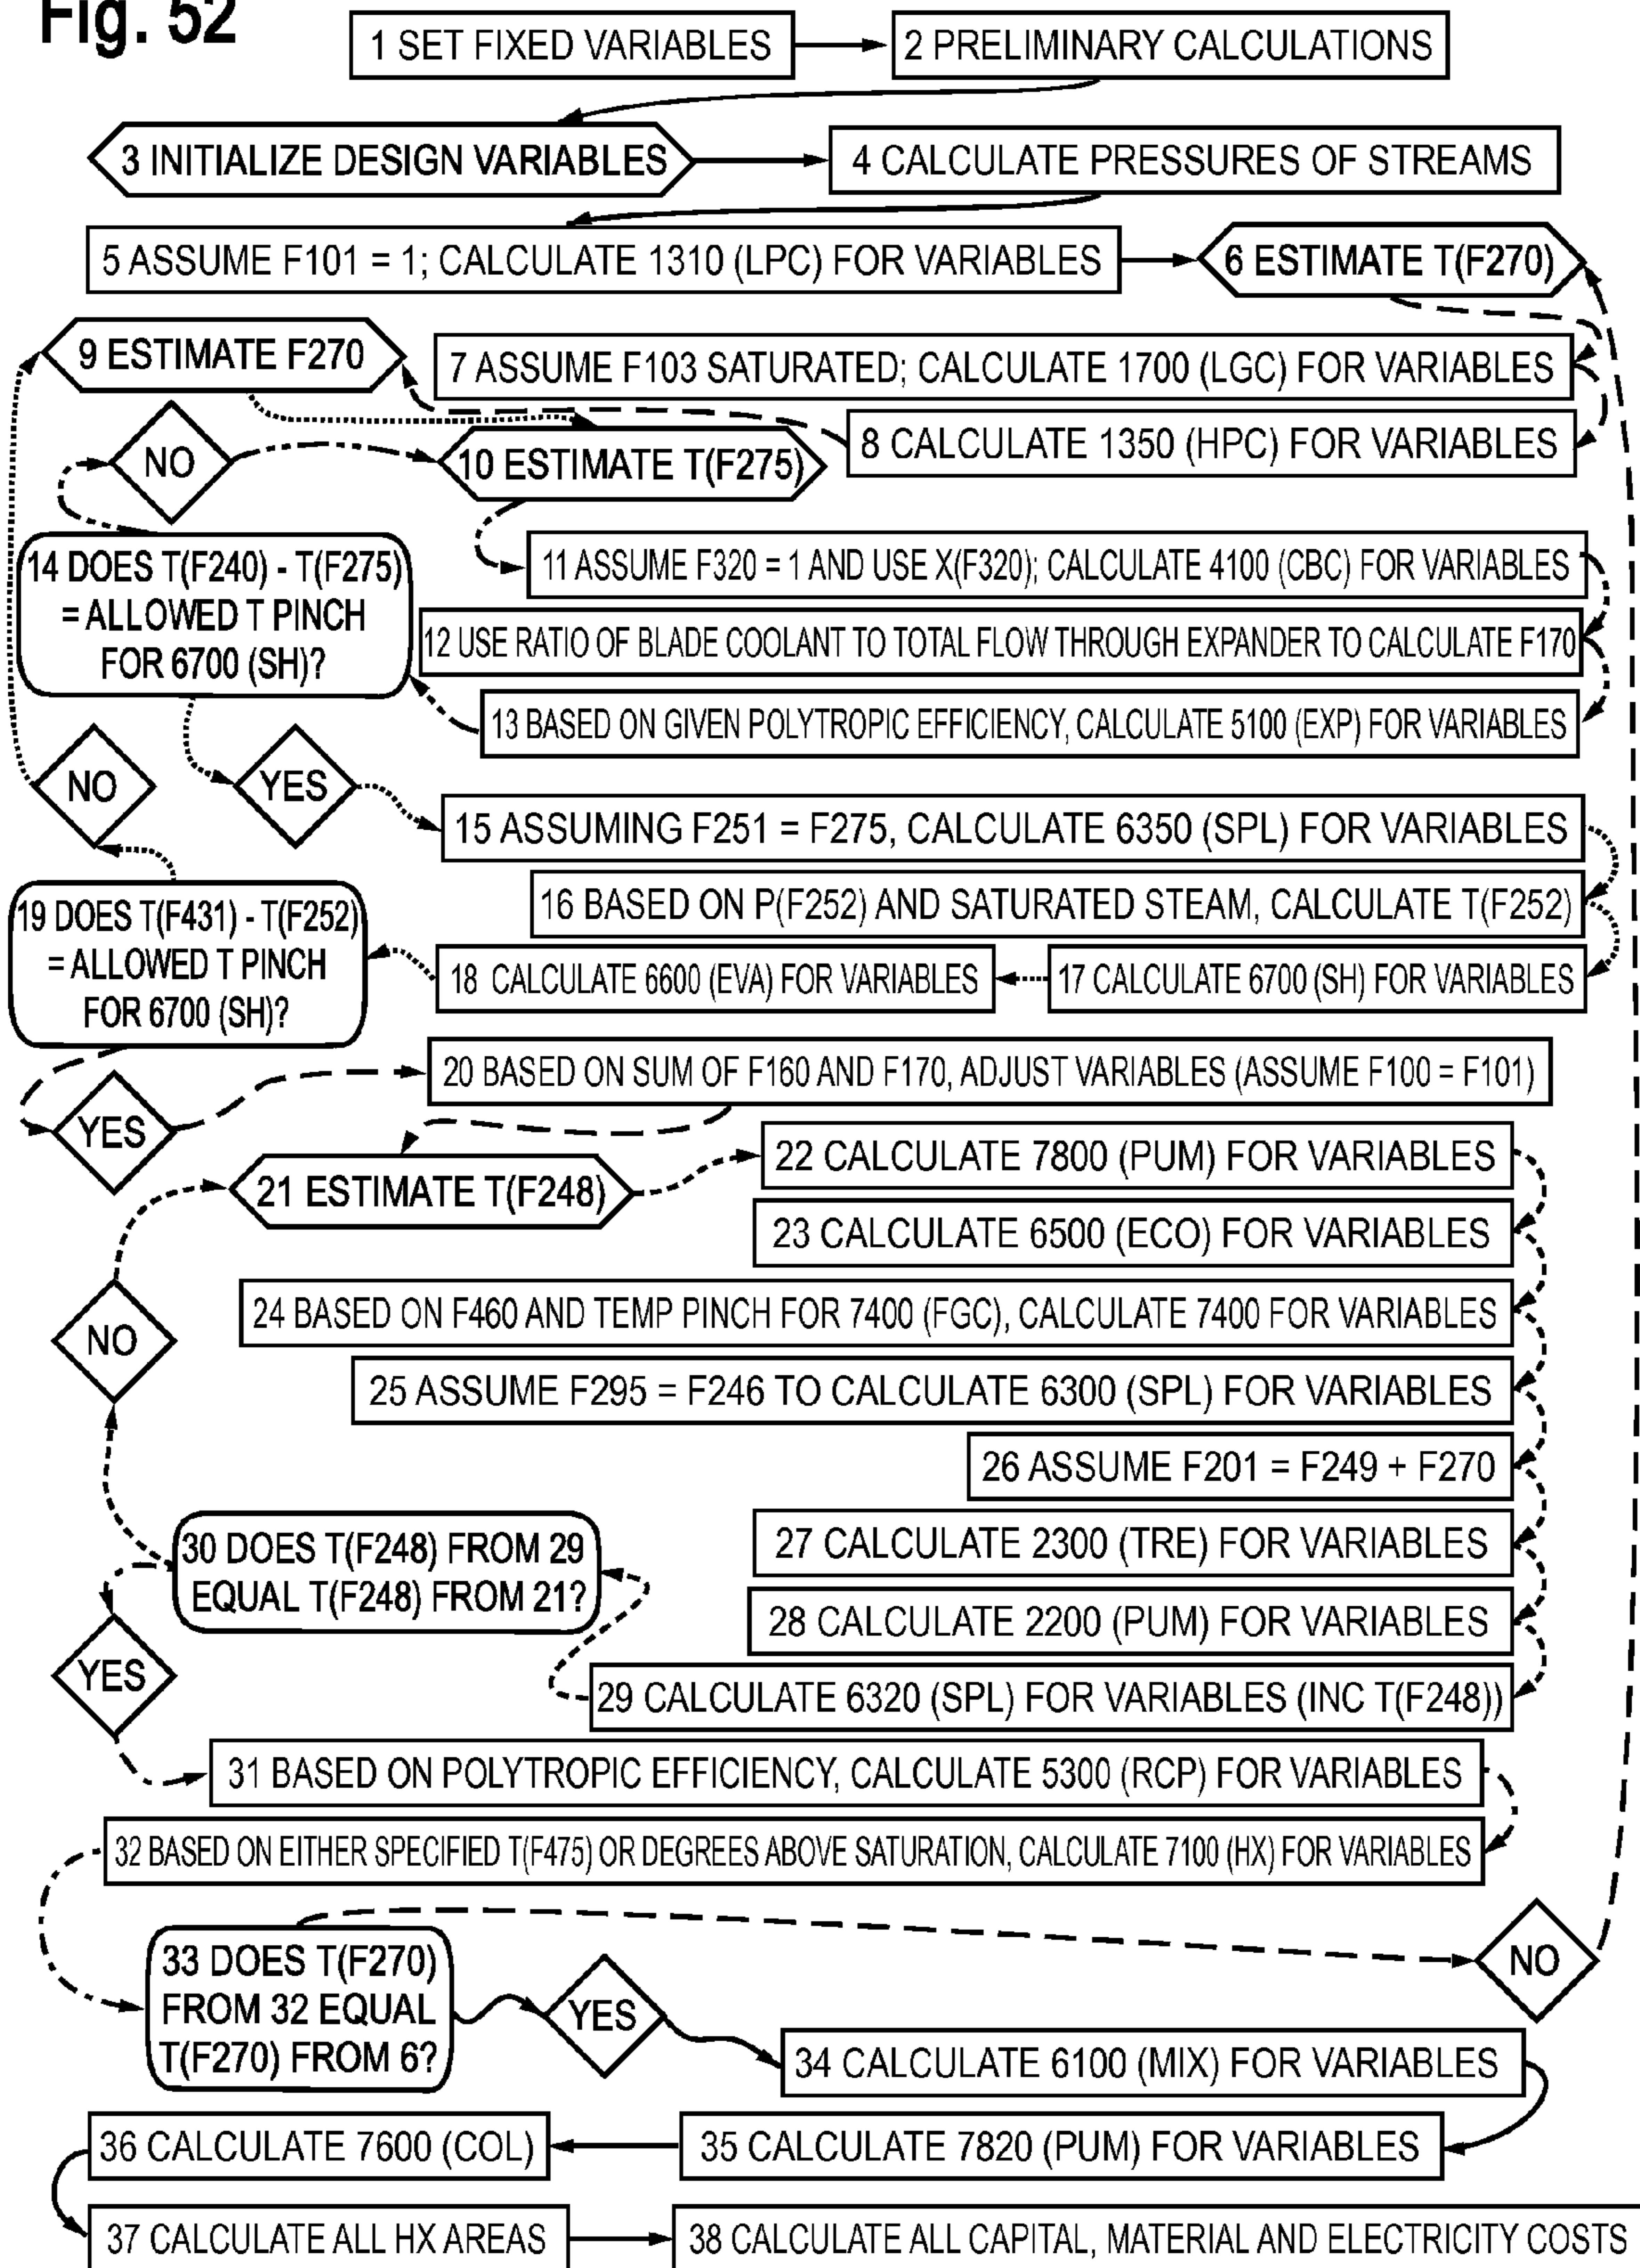 Fig. 52
1 SET FIXED VARIABLES
2 PRELIMINARY CALCULATIONS
3 INITIALIZE DESIGN VARIABLES
4 CALCULATE PRESSURES OF STREAMS
5 ASSUME F101 = 1; CALCULATE 1310 (LPC) FOR VARIABLES
6 ESTIMATE T(F270)
9 ESTIMATE F270
7 ASSUME F103 SATURATED; CALCULATE 1700 (LGC) FOR VARIABLES
8 CALCULATE 1350 (HPC) FOR VARIABLES
NO
10 ESTIMATE T(F275)
14 DOES T(F240) - T(F275)
= ALLOWED T PINCH
FOR 6700 (SH)?
11 ASSUME F320 = 1 AND USE X(F320); CALCULATE 4100 (CBC) FOR VARIABLES
12 USE RATIO OF BLADE COOLANT TO TOTAL FLOW THROUGH EXPANDER TO CALCULATE F170
13 BASED ON GIVEN POLYTROPIC EFFICIENCY, CALCULATE 5100 (EXP) FOR VARIABLES
NO
YES
15 ASSUMING F251 = F275, CALCULATE 6350 (SPL) FOR VARIABLES
16 BASED ON P(F252) AND SATURATED STEAM, CALCULATE T(F252)
19 DOES T(F431) - T(F252)
= ALLOWED T PINCH
FOR 6700 (SH)?
18 CALCULATE 6600 (EVA) FOR VARIABLES
17 CALCULATE 6700 (SH) FOR VARIABLES
20 BASED ON SUM OF F160 AND F170, ADJUST VARIABLES (ASSUME F100 = F101)
YES
21 ESTIMATE T(F248)
22 CALCULATE 7800 (PUM) FOR VARIABLES
23 CALCULATE 6500 (ECO) FOR VARIABLES
24 BASED ON F460 AND TEMP PINCH FOR 7400 (FGC), CALCULATE 7400 FOR VARIABLES
NO
25 ASSUME F295 = F246 TO CALCULATE 6300 (SPL) FOR VARIABLES
26 ASSUME F201 = F249 + F270
27 CALCULATE 2300 (TRE) FOR VARIABLES
30 DOES T(F248) FROM 29
EQUAL T(F248) FROM 21?
28 CALCULATE 2200 (PUM) FOR VARIABLES
YES
29 CALCULATE 6320 (SPL) FOR VARIABLES (INC T(F248))
31 BASED ON POLYTROPIC EFFICIENCY, CALCULATE 5300 (RCP) FOR VARIABLES
32 BASED ON EITHER SPECIFIED T(F475) OR DEGREES ABOVE SATURATION, CALCULATE 7100 (HX) FOR VARIABLES
33 DOES T(F270)
FROM 32 EQUAL
T(F270) FROM 6?
YES
NO
34 CALCULATE 6100 (MIX) FOR VARIABLES
36 CALCULATE 7600 (COL)
35 CALCULATE 7820 (PUM) FOR VARIABLES
37 CALCULATE ALL HX AREAS
38 CALCULATE ALL CAPITAL, MATERIAL AND ELECTRICITY COSTS